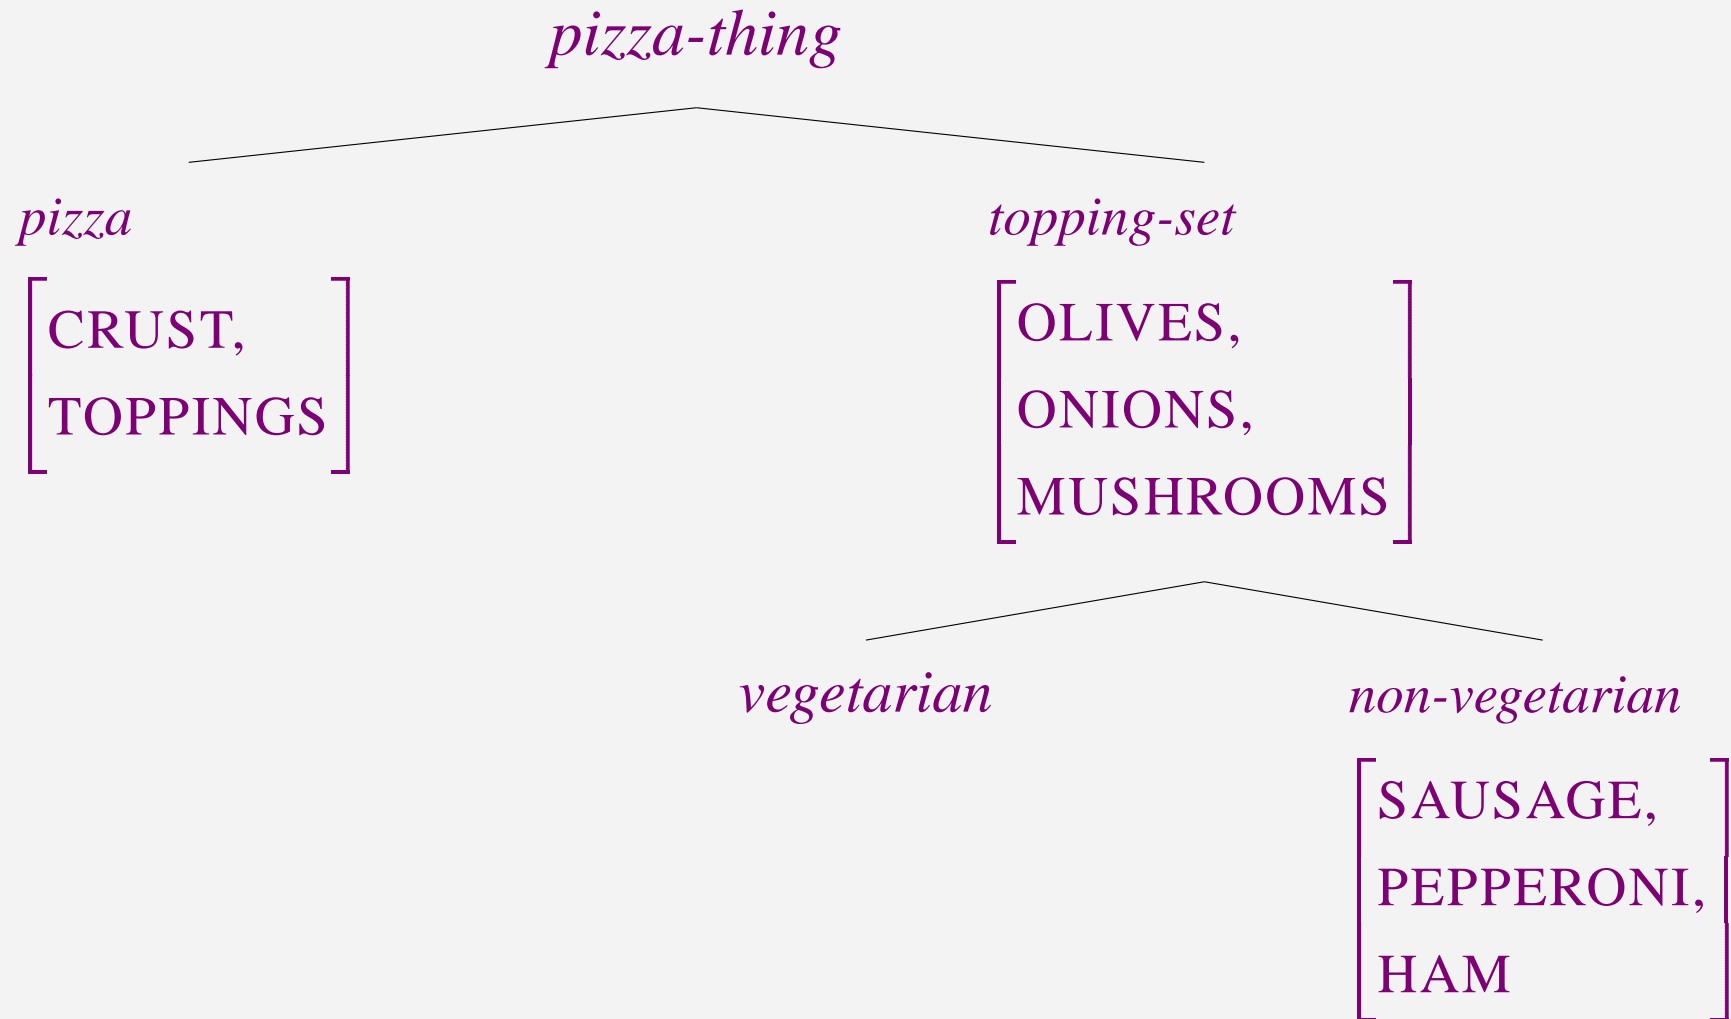 pizza-thing
pizza
topping-set
CRUST,
TOPPINGS
OLIVES,
ONIONS,
MUSHROOMS
vegetarian
non-vegetarian
SAUSAGE,
PEPPERONI,
HAM